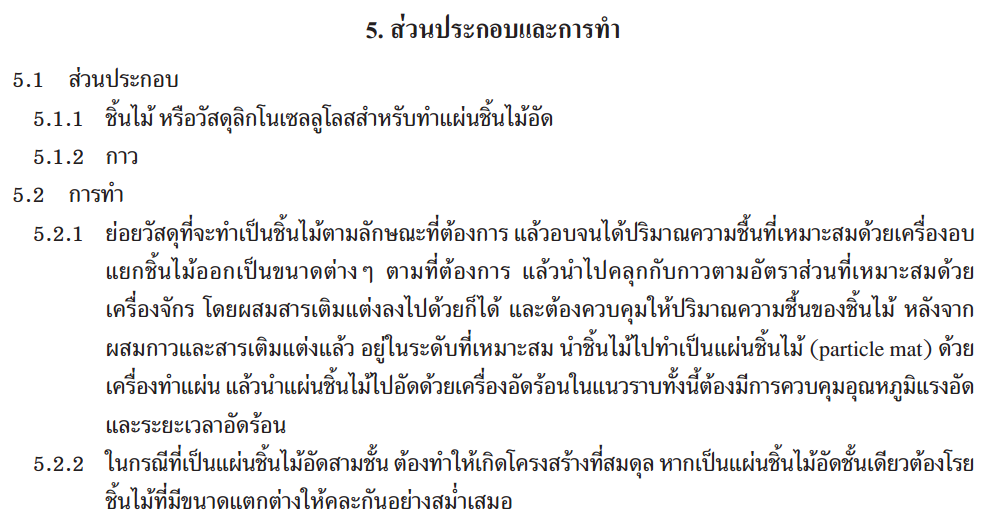 5. ส่วนประกอบและการทำ
5.1 ส่วนประกอบ
5.1.1 ชิ้นไม้ หรือวัสดุลิกโนเซลลูโลสสำหรับทำแผ่นชิ้นไม้อัด
5.1.2 กาว
5.2 การทำ
5.2.1 ย่อยวัสดุที่จะทำเป็นชิ้นไม้ตามลักษณะที่ต้องการ แล้วอบจนได้ปริมาณความชื้นที่เหมาะสมด้วยเครื่องอบ
แยกชิ้นไม้ออกเป็นขนาดต่างๆ ตามที่ต้องการ แล้วนำไปคลุกกับกาวตามอัตราส่วนที่เหมาะสมด้วย
เครื่องจักร โดยผสมสารเติมแต่งลงไปด้วยก็ได้ และต้องควบคุมให้ปริมาณความชื้นของชิ้นไม้ หลังจาก
ผสมกาวและสารเติมแต่งแล้ว อยู่ในระดับที่เหมาะสม นำชิ้นไม้ไปทำเป็นแผ่นชิ้นไม้ (particle mat) ด้วย
เครื่องทำแผ่น แล้วนำแผ่นชิ้นไม้ไปอัดด้วยเครื่องอัดร้อนในแนวราบทั้งนี้ต้องมีการควบคุมอุณหภูมิแรงอัด
และระยะเวลาอัดร้อน
5.2.2 ในกรณีที่เป็นแผ่นชิ้นไม้อัดสามชั้น ต้องทำให้เกิดโครงสร้างที่สมดุล หากเป็นแผ่นชิ้นไม้อัดชั้นเดียวต้องโรย
ชิ้นไม้ที่มีขนาดแตกต่างให้คละกันอย่างสม่ำเสมอ